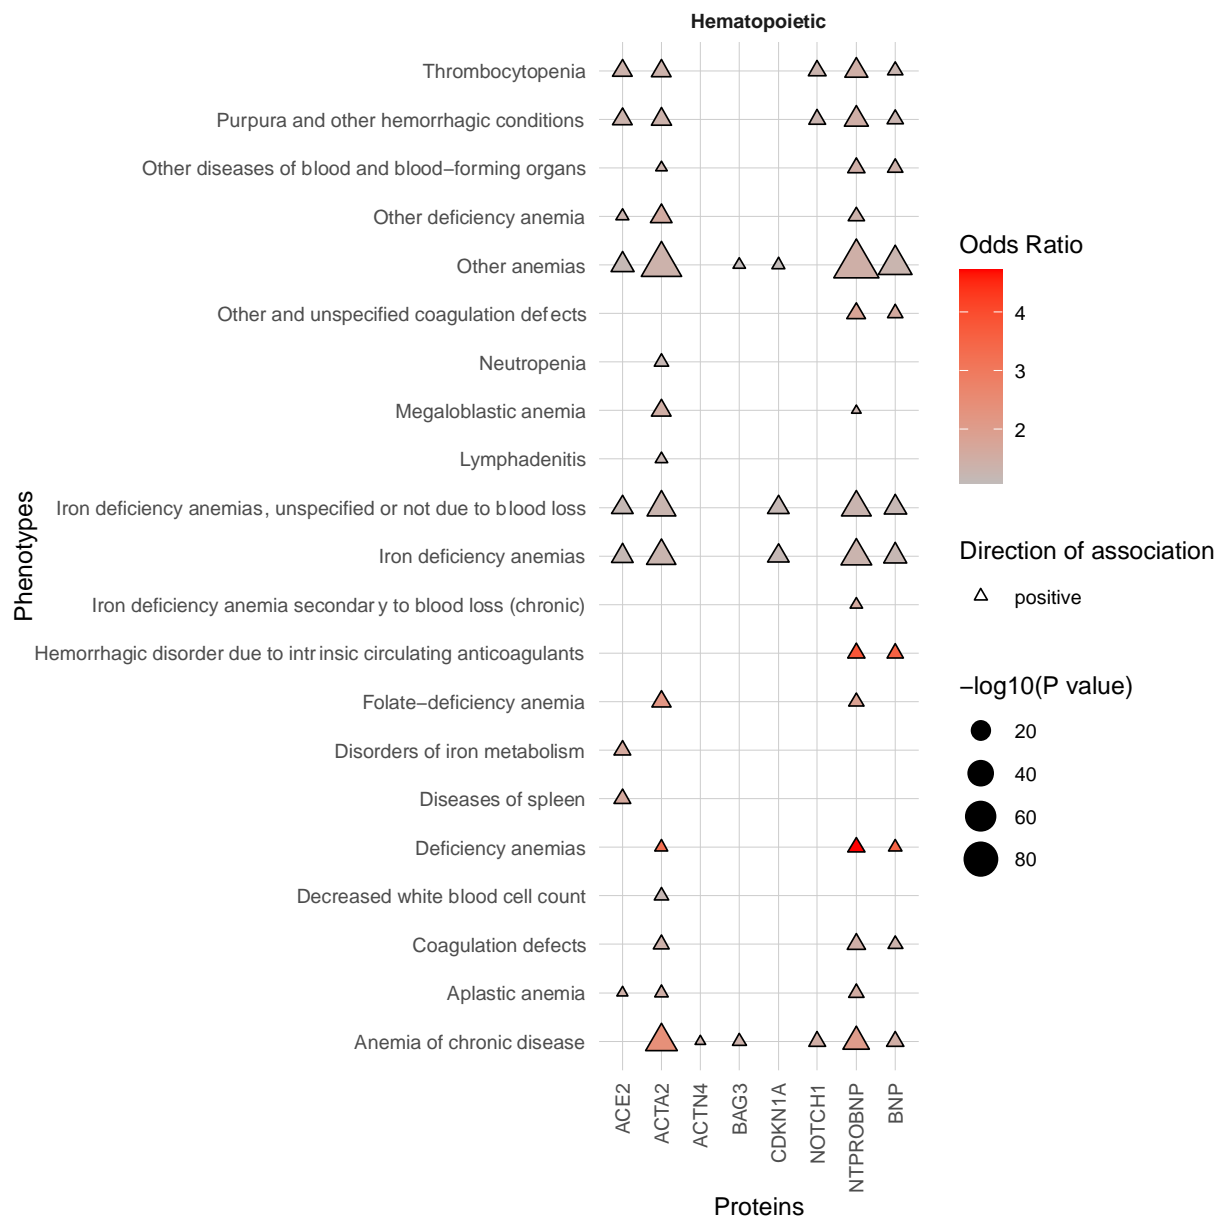 Hematopoietic
Thrombocytopenia
Purpura and other hemorrhagic conditions
Other diseases of blood and blood−forming organs
Other deficiency anemia
Other anemias
Other and unspecified coagulation defects
Neutropenia
Megaloblastic anemia
Lymphadenitis
Iron deficiency anemias, unspecified or not due to blood loss
Iron deficiency anemias
Iron deficiency anemia secondary to blood loss (chronic)
Hemorrhagic disorder due to intrinsic circulating anticoagulants
Folate−deficiency anemia
Disorders of iron metabolism
Diseases of spleen
Deficiency anemias
Decreased white blood cell count
Coagulation defects
Aplastic anemia
Anemia of chronic disease
Phenotypes
ACE2
ACTA2
ACTN4
BAG3
CDKN1A
NOTCH1
NTPROBNP
BNP
Proteins
Odds Ratio
4
3
2
Direction of association
positive
−log10(P value)
20
40
60
80